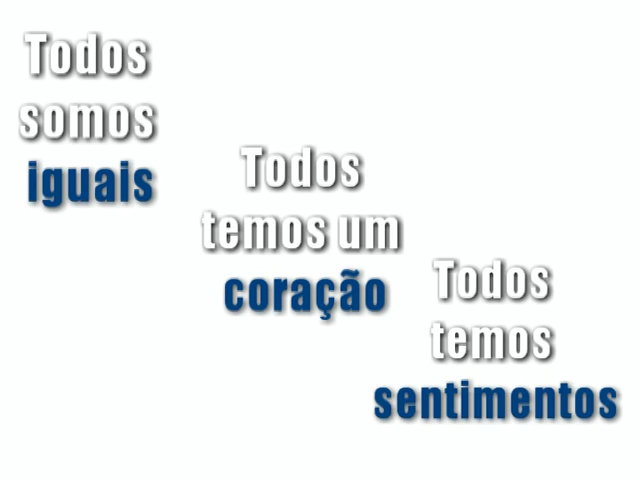 Todos
somos
iguais
Todos
temos um
coração
Todos
temos
sentimentos